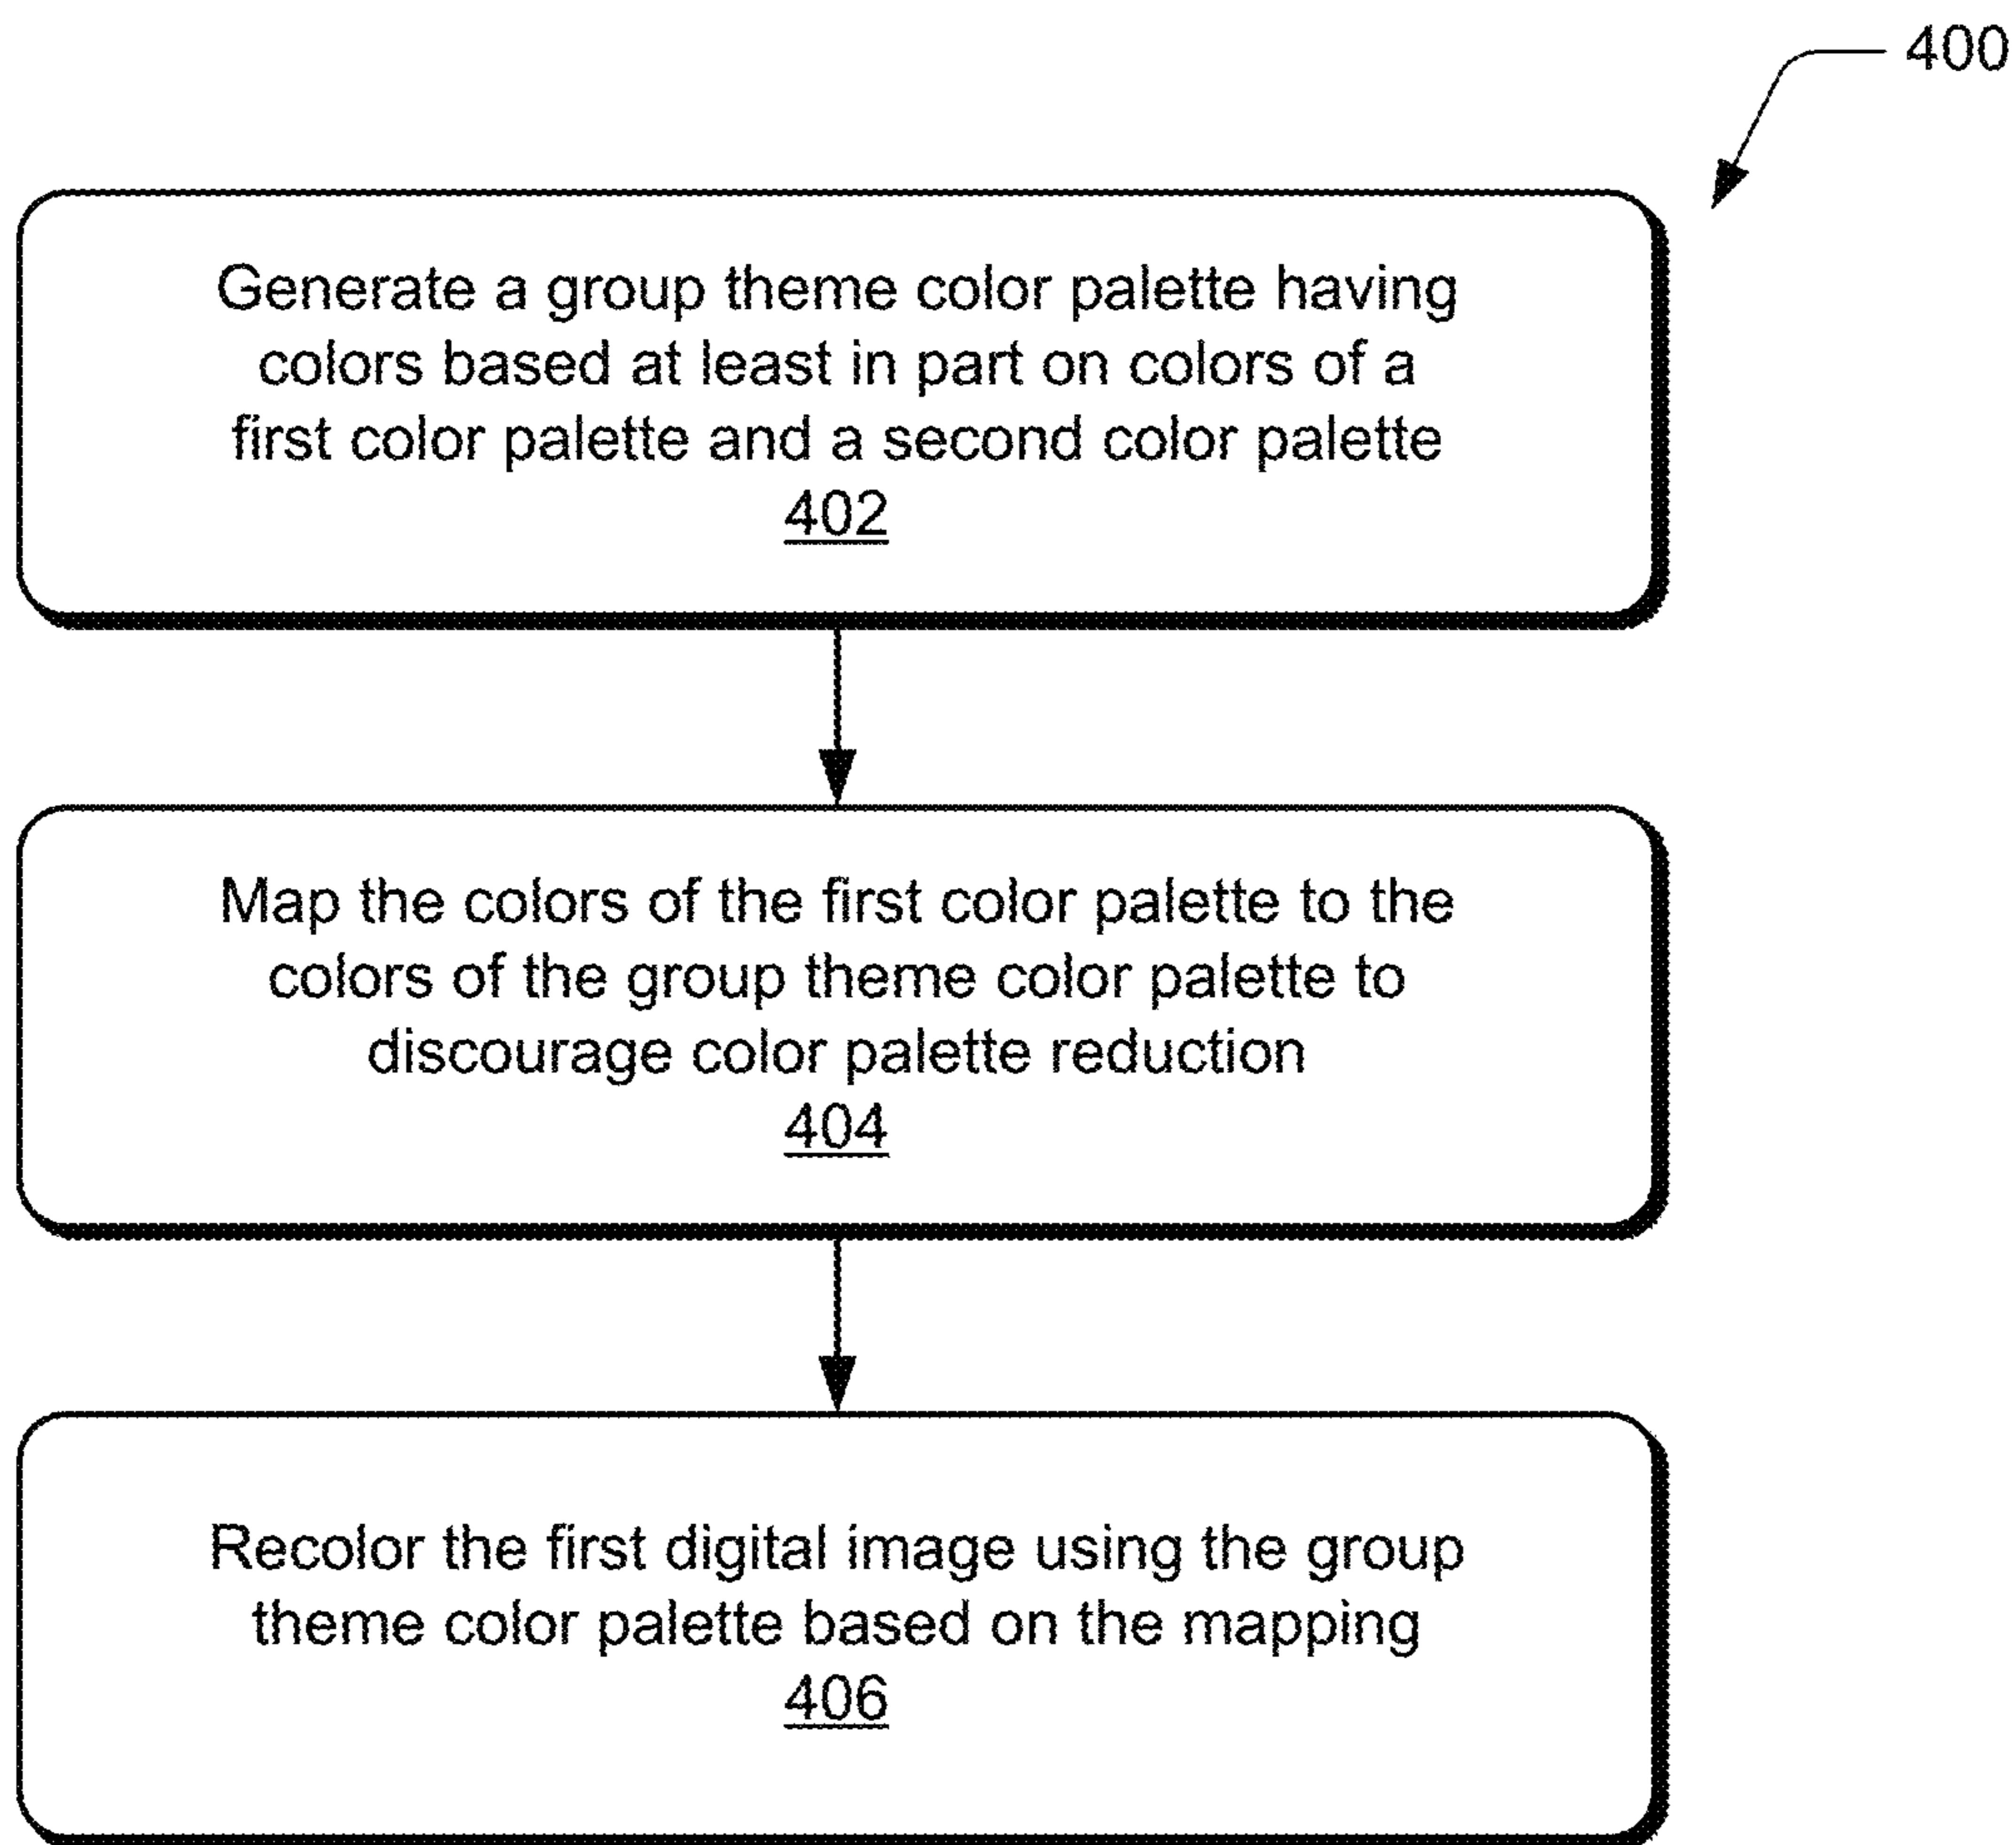 400
Generate a group theme color palette having
colors based at least in part on colors of a
first color palette and a second color palette
402
Map the colors of the first color palette to the
colors of the group theme color palette to
discourage color palette reduction
404
Recolor the first digital image using the group
theme color palette based on the mapping
406